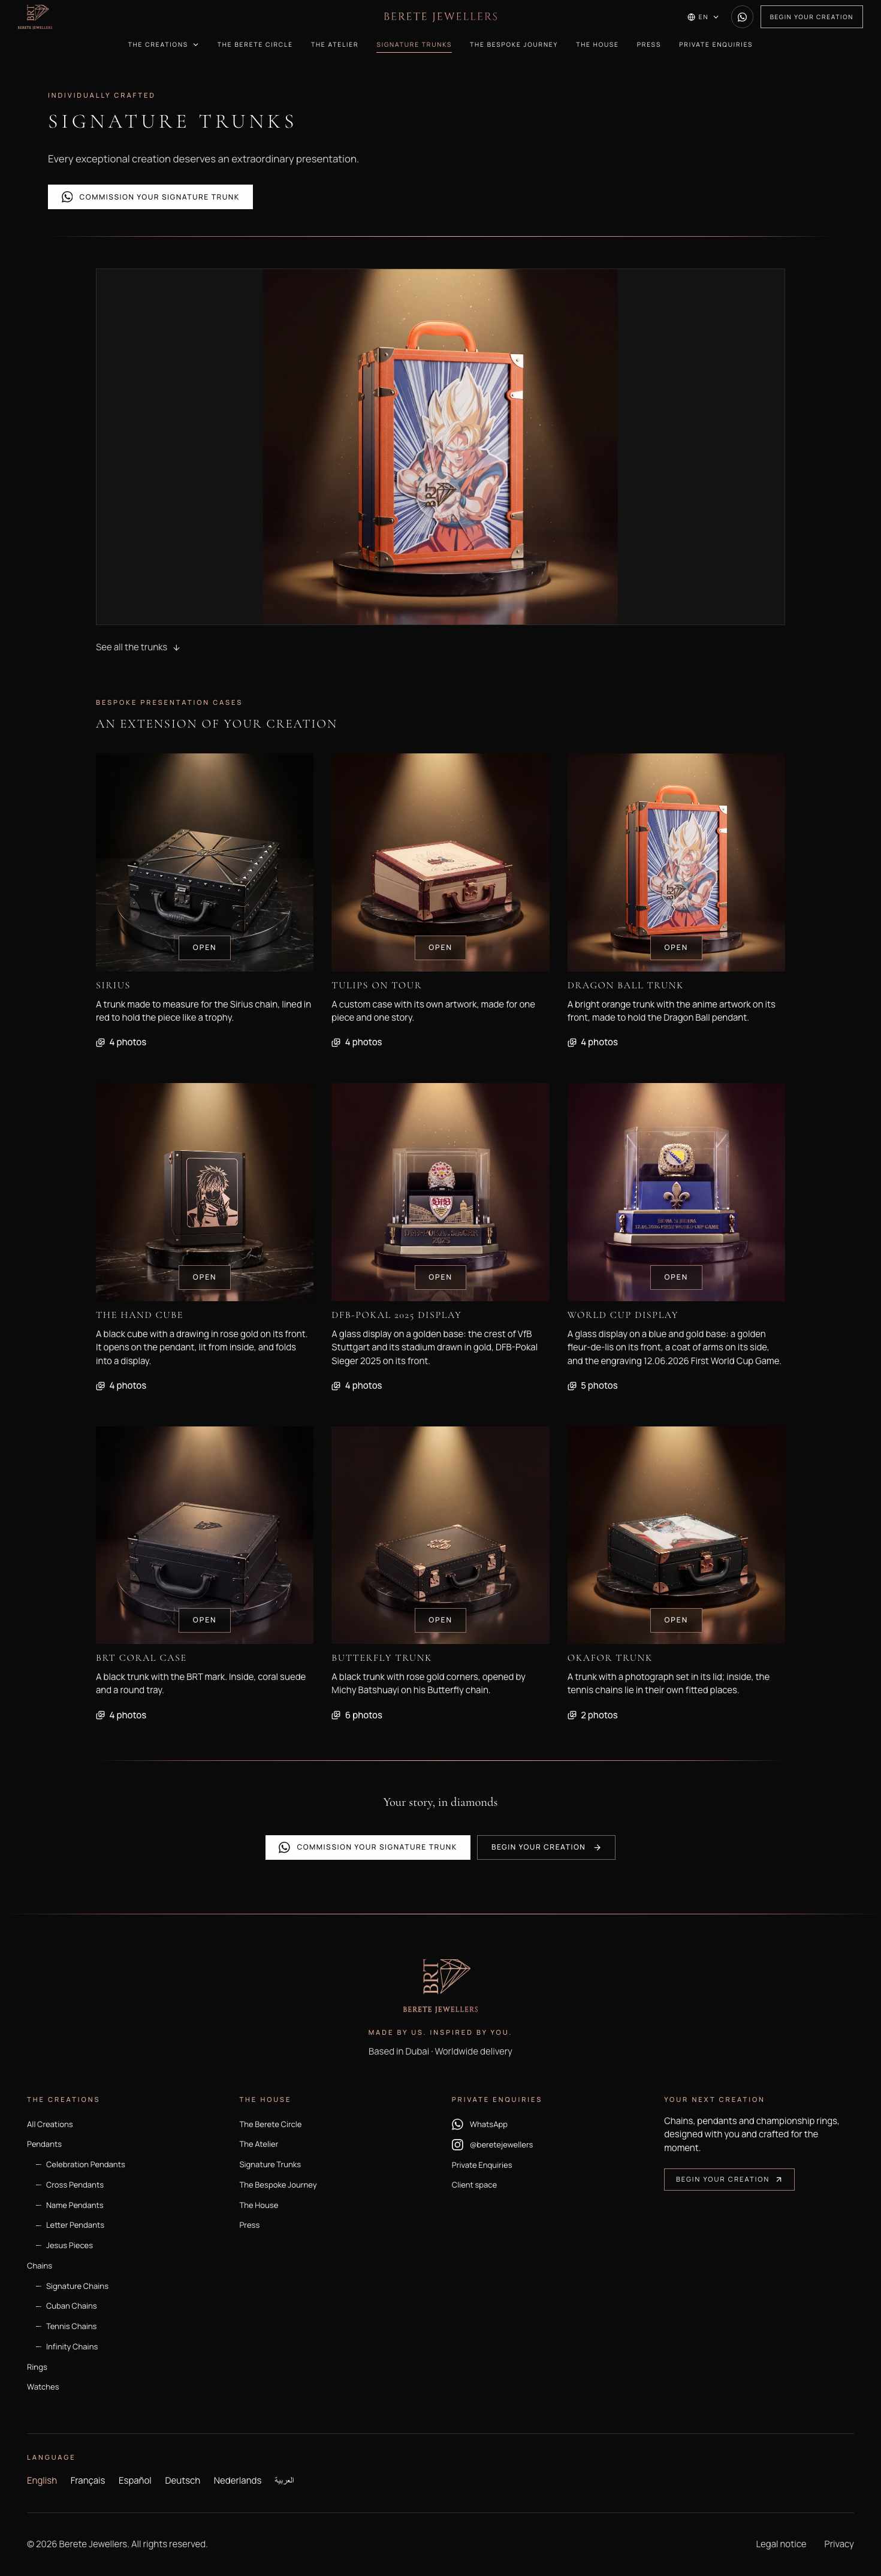 BRT
BERETE JEWELLERS
BERETE JEWELLERS
EN
BEGIN YOUR CREATION
THE CREATIONS
THE BERETE CIRCLE
THE ATELIER
SIGNATURE TRUNKS
THE BESPOKE JOURNEY
THE HOUSE
PRESS
PRIVATE ENQUIRIES
INDIVIDUALLY CRAFTED
SIGNATURE TRUNKS
Every exceptional creation deserves an extraordinary presentation.
COMMISSION YOUR SIGNATURE TRUNK
BRT
See all the trunks
BESPOKE PRESENTATION CASES
AN EXTENSION OF YOUR CREATION
OPEN
SIRIUS
A trunk made to measure for the Sirius chain, lined in
red to hold the piece like a trophy.
4 photos
OPEN
TULIPS ON TOUR
A custom case with its own artwork, made for one
piece and one story.
4 photos
BRT
OPEN
DRAGON BALL TRUNK
A bright orange trunk with the anime artwork on its
front, made to hold the Dragon Ball pendant.
4 photos
OPEN
THE HAND CUBE
A black cube with a drawing in rose gold on its front.
It opens on the pendant, lit from inside, and folds
into a display.
4 photos
VfB
2025
OPEN
DFB-POKAL 2025 DISPLAY
A glass display on a golden base: the crest of VfB
Stuttgart and its stadium drawn in gold, DFB-Pokal
Sieger 2025 on its front.
4 photos
12.06.2026 FIRST WORLD CUP GAME
OPEN
WORLD CUP DISPLAY
A glass display on a blue and gold base: a golden
fleur-de-lis on its front, a coat of arms on its side,
and the engraving 12.06.2026 First World Cup Game.
5 photos
OPEN
BRT CORAL CASE
A black trunk with the BRT mark. Inside, coral suede
and a round tray.
4 photos
OPEN
BUTTERFLY TRUNK
A black trunk with rose gold corners, opened by
Michy Batshuayi on his Butterfly chain.
6 photos
OPEN
OKAFOR TRUNK
A trunk with a photograph set in its lid; inside, the
tennis chains lie in their own fitted places.
2 photos
Your story, in diamonds
COMMISSION YOUR SIGNATURE TRUNK
BEGIN YOUR CREATION
BRT
BERETE JEWELLERS
MADE BY US. INSPIRED BY YOU.
Based in Dubai · Worldwide delivery
THE CREATIONS
All Creations
Pendants
— Celebration Pendants
— Cross Pendants
— Name Pendants
— Letter Pendants
— Jesus Pieces
Chains
— Signature Chains
— Cuban Chains
— Tennis Chains
— Infinity Chains
Rings
Watches
THE HOUSE
The Berete Circle
The Atelier
Signature Trunks
The Bespoke Journey
The House
Press
PRIVATE ENQUIRIES
WhatsApp
@beretejewellers
Private Enquiries
Client space
YOUR NEXT CREATION
Chains, pendants and championship rings,
designed with you and crafted for the
moment.
BEGIN YOUR CREATION
LANGUAGE
English
Français
Español
Deutsch
Nederlands
العربية
© 2026 Berete Jewellers. All rights reserved.
Legal notice
Privacy